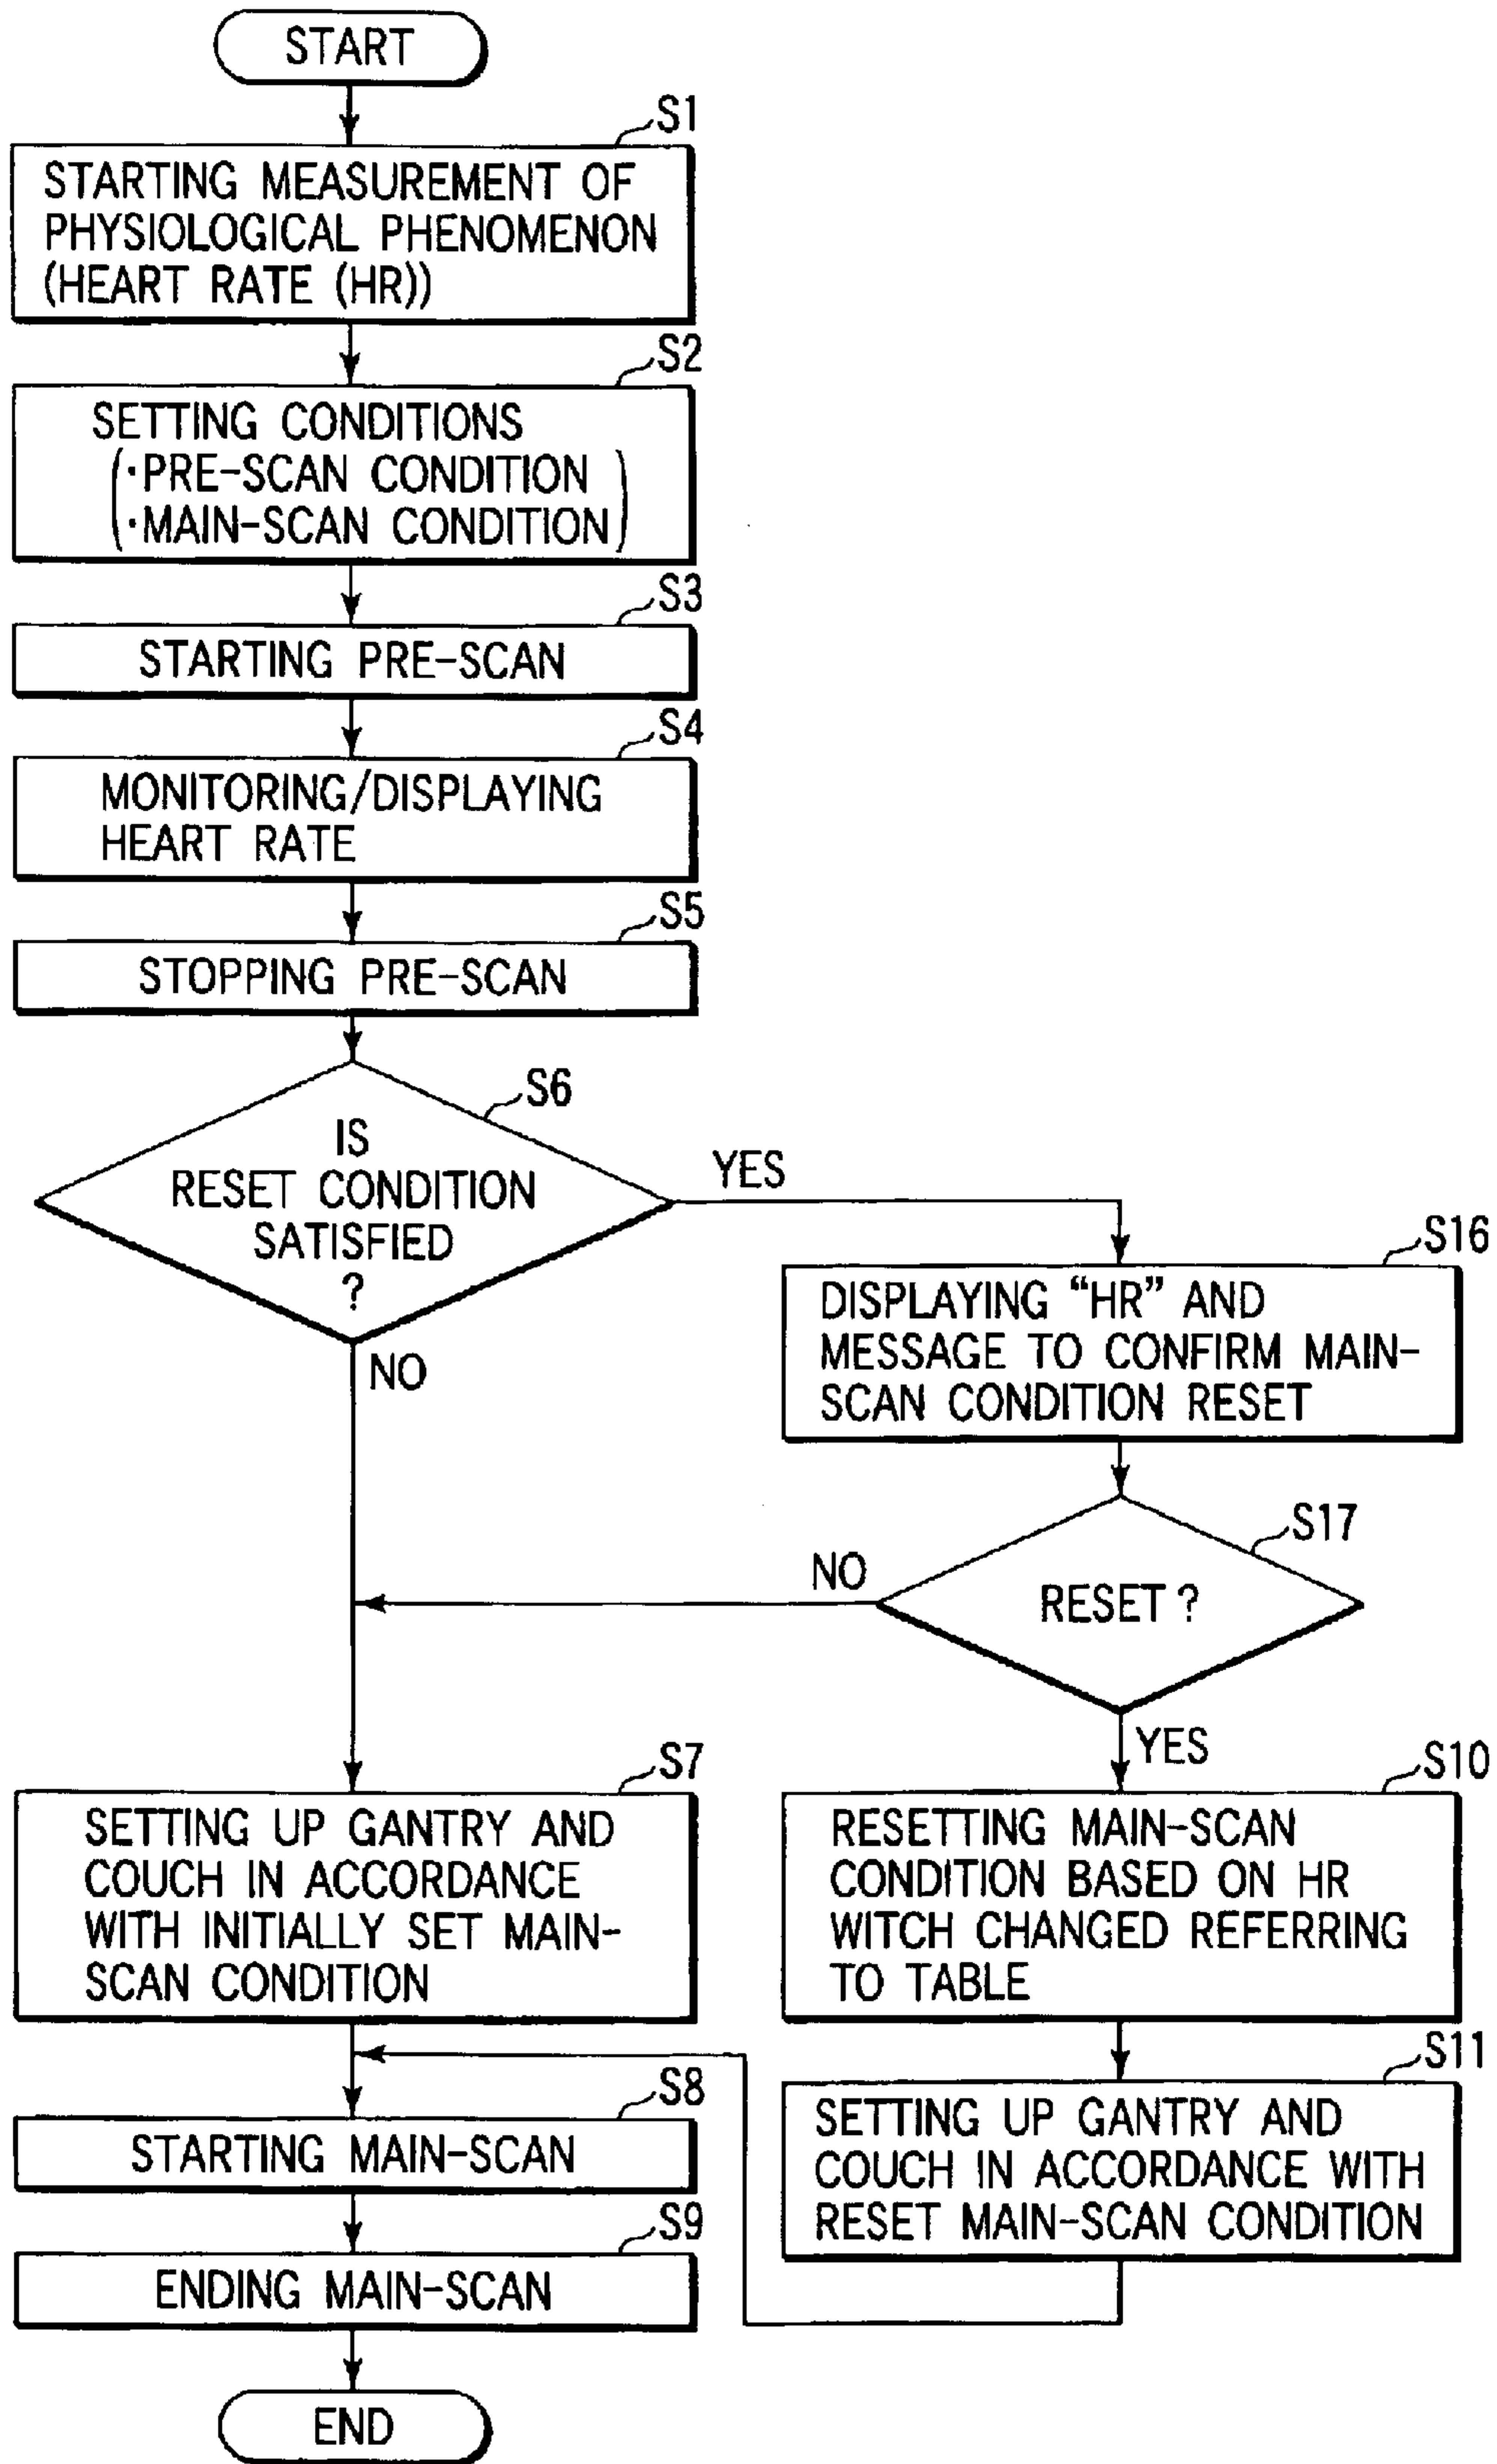 START
S1
STARTING MEASUREMENT OF
PHYSIOLOGICAL PHENOMENON
(HEART RATE (HR))
S2
SETTING CONDITIONS
(·PRE-SCAN CONDITION
·MAIN-SCAN CONDITION)
S3
STARTING PRE-SCAN
S4
MONITORING/DISPLAYING
HEART RATE
S5
STOPPING PRE-SCAN
S6
IS
RESET CONDITION
SATISFIED
?
YES
NO
S16
DISPLAYING “HR” AND
MESSAGE TO CONFIRM MAIN-
SCAN CONDITION RESET
S17
RESET ?
NO
YES
S7
SETTING UP GANTRY AND
COUCH IN ACCORDANCE
WITH INITIALLY SET MAIN-
SCAN CONDITION
S10
RESETTING MAIN-SCAN
CONDITION BASED ON HR
WITCH CHANGED REFERRING
TO TABLE
S11
SETTING UP GANTRY AND
COUCH IN ACCORDANCE WITH
RESET MAIN-SCAN CONDITION
S8
STARTING MAIN-SCAN
S9
ENDING MAIN-SCAN
END